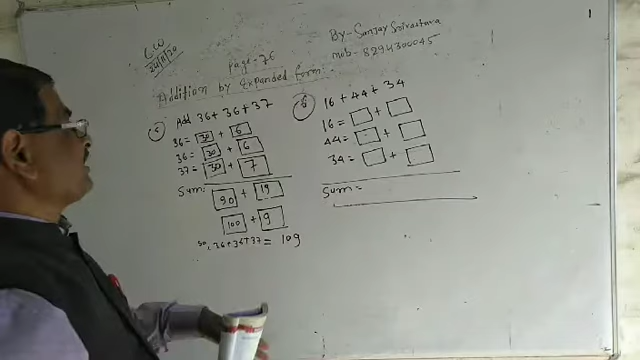 By - Sanjay Srivastava
mob - 8294300045
CW
page - 76
Addition by Expanded form
5 Add 36+36+37
36 = 30 + 6
36 = 30 + 6
37 = 30 + 7
Sum: 90 + 19
100 + 9
So, 36+36+37 = 109
6 16+44+34
16 = +
44 = +
34 = +
Sum =